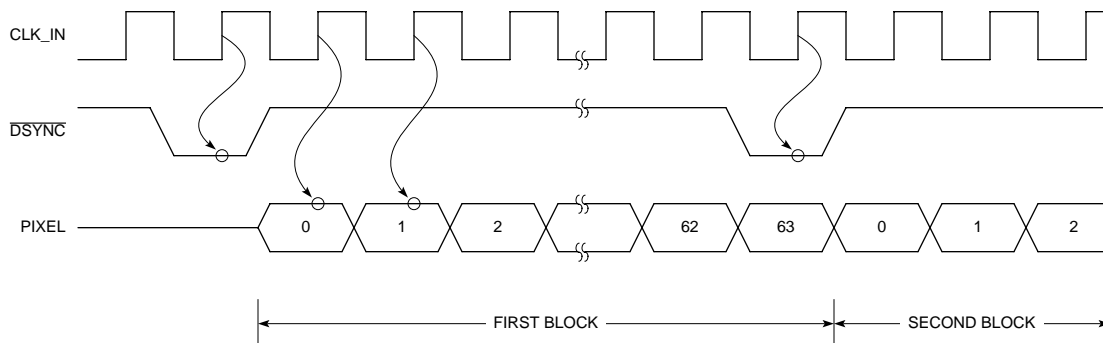 CLK_IN
DSYNC
PIXEL 0 1 2 62 63 0 1 2
FIRST BLOCK SECOND BLOCK